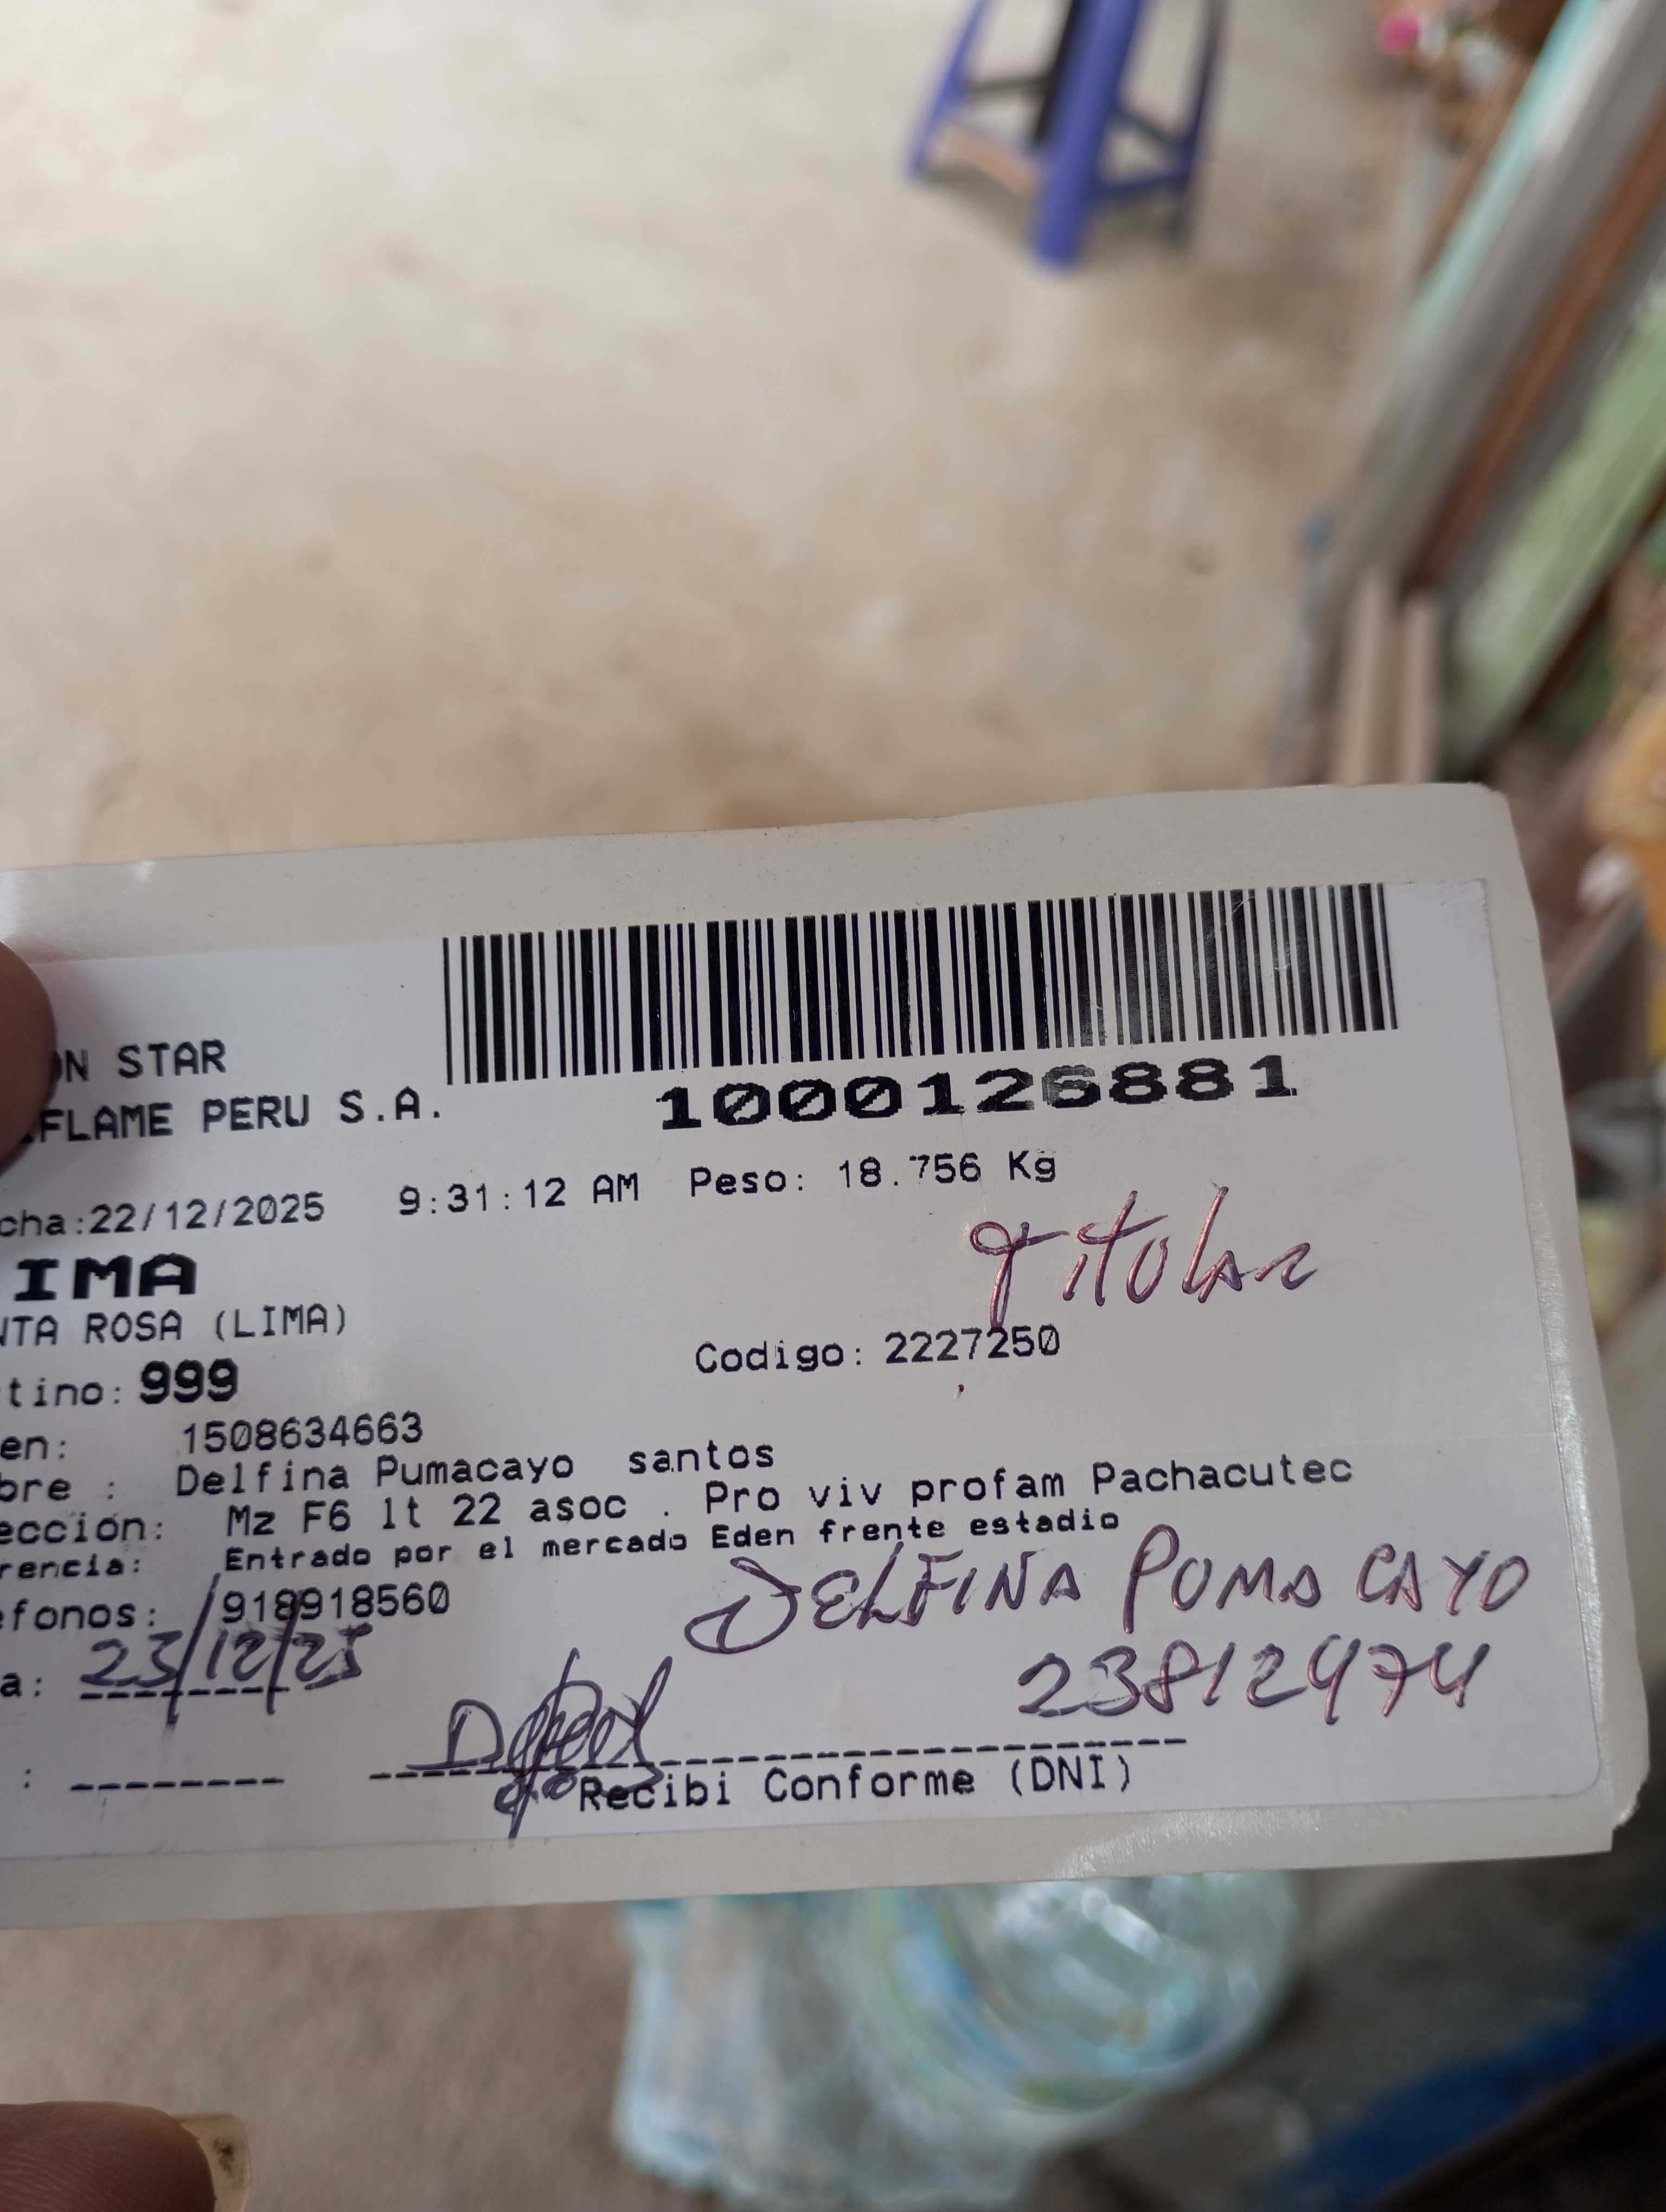 ON STAR
FLAME PERU S.A.
1000126881
cha:22/12/2025 9:31:12 AM Peso: 18.756 Kg
IMA
Titular
NTA ROSA (LIMA)
Codigo: 2227250
tino: 999
en: 1508634663
bre : Delfina Pumacayo santos
ección: Mz F6 lt 22 asoc . Pro viv profam Pachacutec
rencia: Entrado por el mercado Eden frente estadio
efonos: 918918560
DELFINA PUMA CAYO
a: 23/12/25
23812474
Recibi Conforme (DNI)